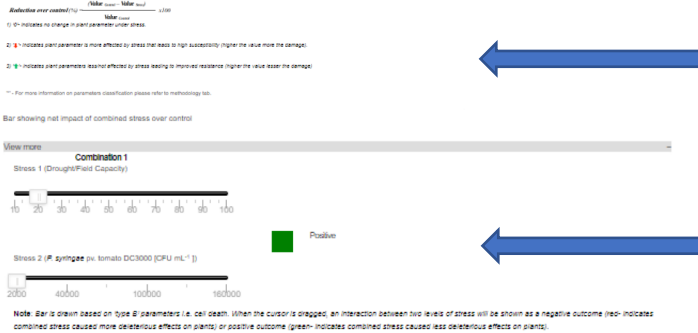 Reduction over control(%) = (Value Control – Value Stress) / Value Control x100
1) '0'- indicates no change in plant parameter under stress.
2) - indicates plant parameter is more affected by stress that leads to high susceptibility (higher the value more the damage).
3) - indicates plant parameters less/not affected by stress leading to improved resistance (higher the value lesser the damage)
** - For more information on parameters classification please refer to methodology tab.
Bar showing net impact of combined stress over control
View more –
Combination 1
Stress 1 (Drought/Field Capacity)
10 20 30 40 50 60 70 80 90 100
Positive
Stress 2 (P. syringae pv. tomato DC3000 [CFU mL⁻¹ ])
2000 40000 100000 160000
Note: Bar is drawn based on 'type B' parameters i.e. cell death. When the cursor is dragged, an interaction between two levels of stress will be shown as a negative outcome (red- indicates
combined stress caused more deleterious effects on plants) or positive outcome (green- indicates combined stress caused less deleterious effects on plants).